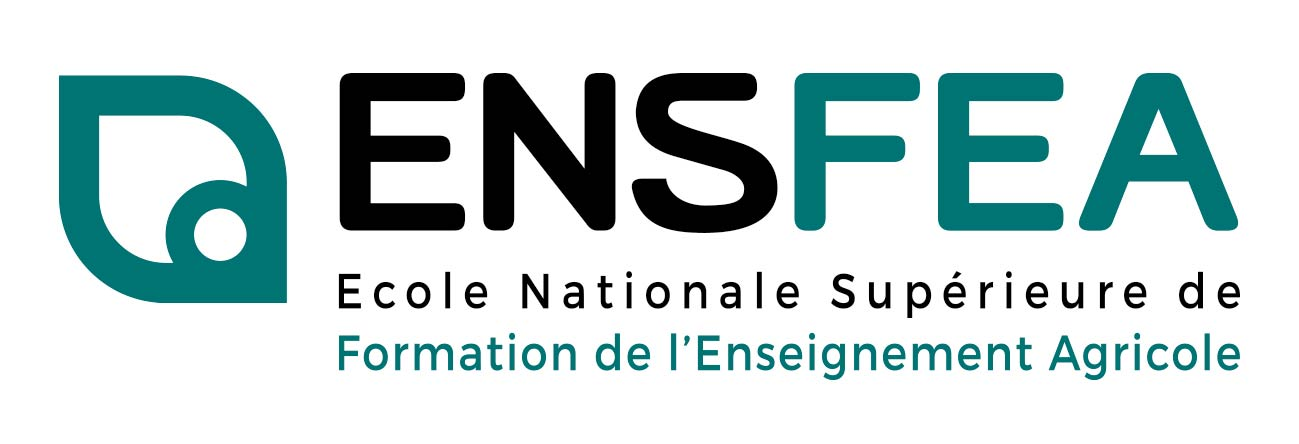 ENSFEA
Ecole Nationale Supérieure de
Formation de l’Enseignement Agricole